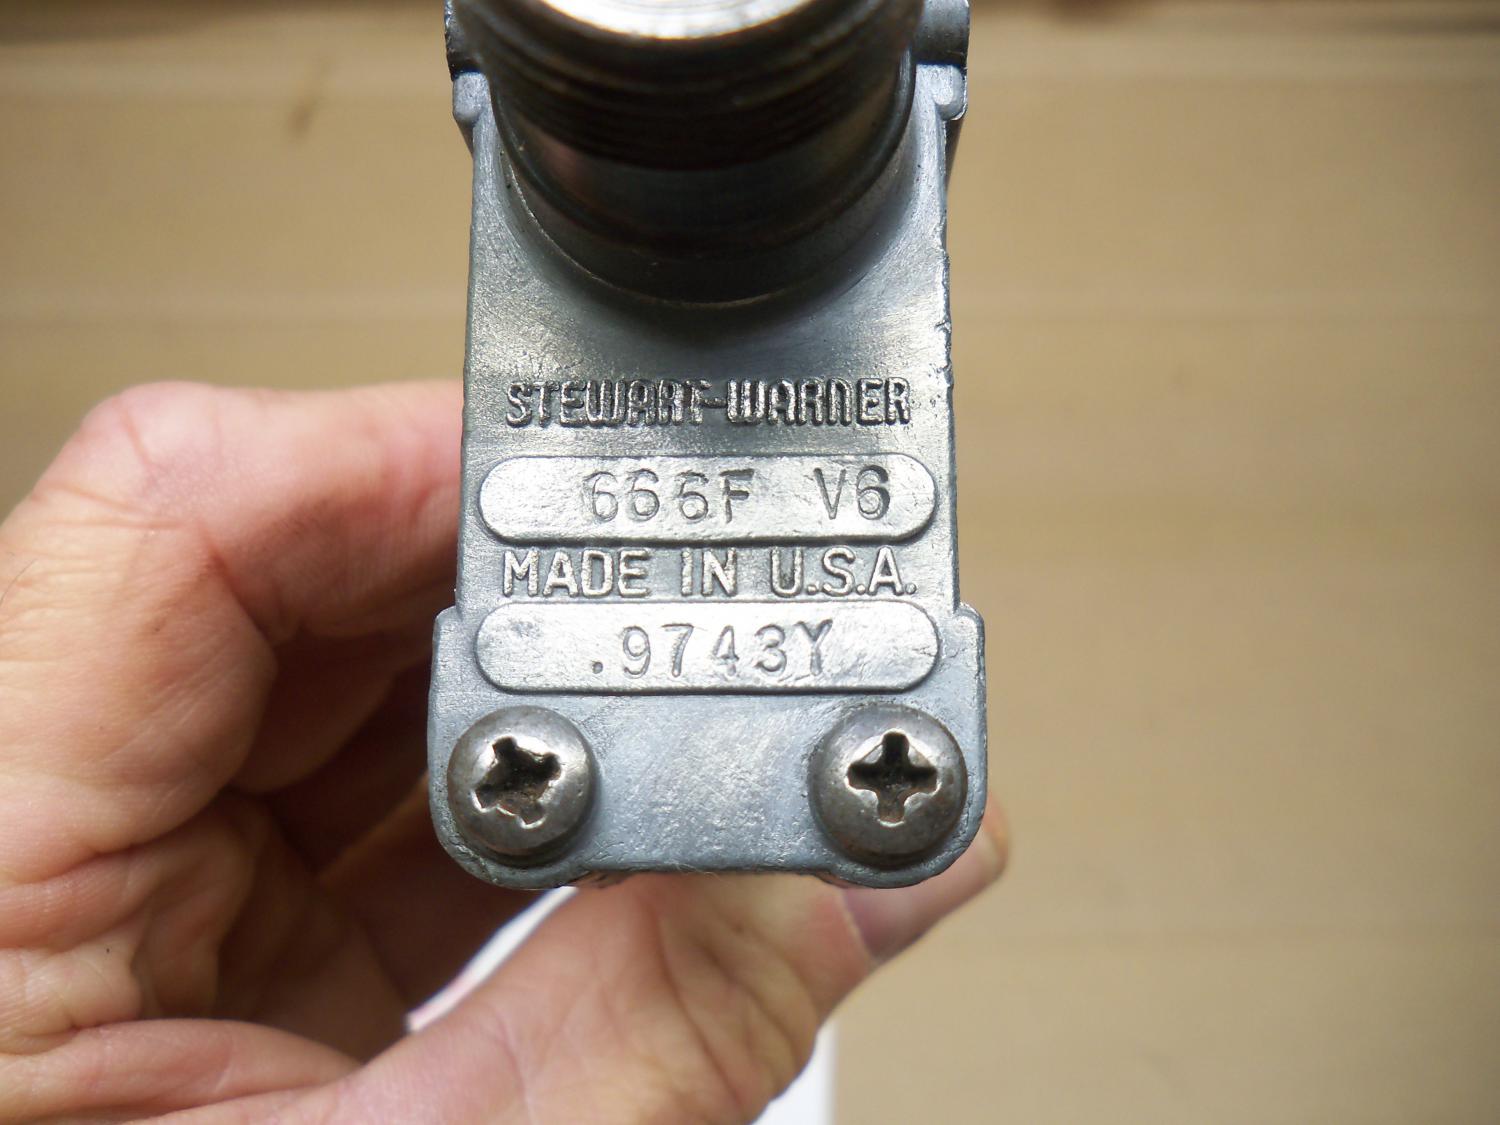 STEWART-WARNER
666F V6
MADE IN U.S.A.
.9743Y